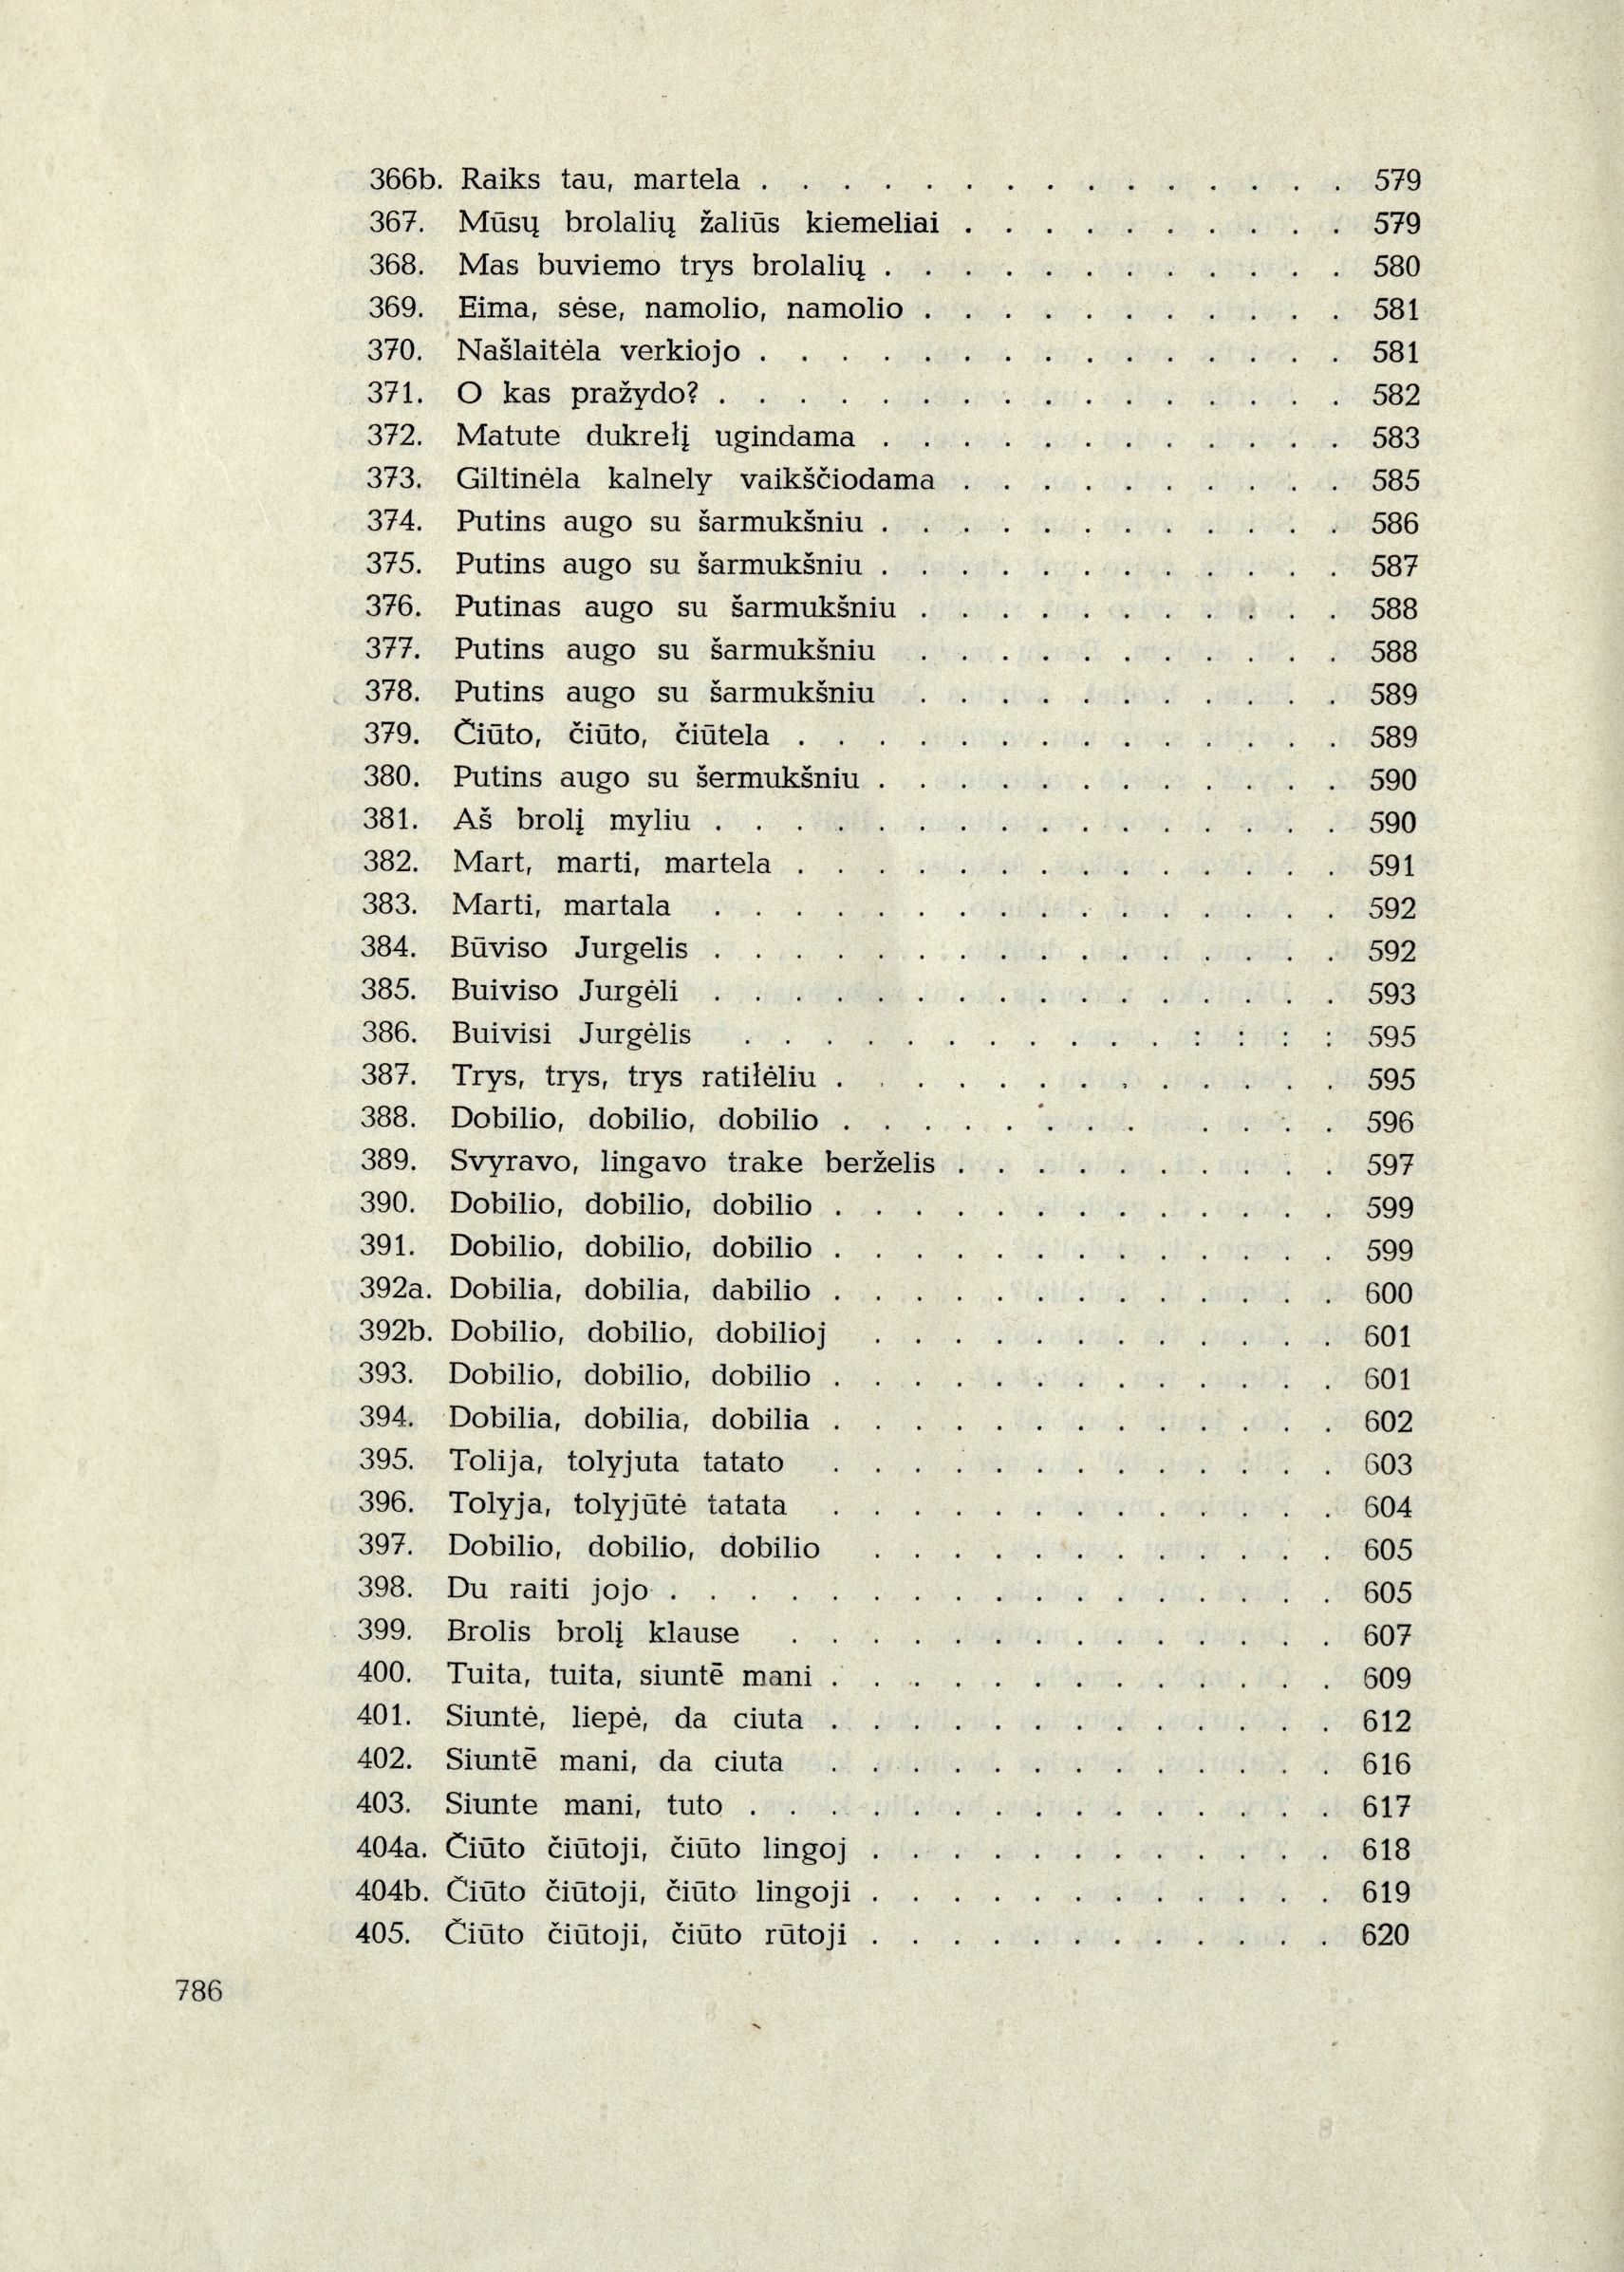 366b. Raiks tau, martela . . . . . . . . . . . . . . . 579
367. Mūsų brolalių žaliūs kiemeliai . . . . . . . . . . 579
368. Mas buviemo trys brolalių . . . . . . . . . . . . 580
369. Eima, sėse, namolio, namolio . . . . . . . . . . . 581
370. Našlaitėla verkiojo . . . . . . . . . . . . . . . 581
371. O kas pražydo? . . . . . . . . . . . . . . . . 582
372. Matute dukrelį ugindama . . . . . . . . . . . . 583
373. Giltinėla kalnely vaikščiodama . . . . . . . . . . 585
374. Putins augo su šarmukšniu . . . . . . . . . . . . 586
375. Putins augo su šarmukšniu . . . . . . . . . . . . 587
376. Putinas augo su šarmukšniu . . . . . . . . . . . 588
377. Putins augo su šarmukšniu . . . . . . . . . . . 588
378. Putins augo su šarmukšniu . . . . . . . . . . . 589
379. Čiūto, čiūto, čiūtela . . . . . . . . . . . . . . 589
380. Putins augo su šermukšniu . . . . . . . . . . . . 590
381. Aš brolį myliu . . . . . . . . . . . . . . . . 590
382. Mart, marti, martela . . . . . . . . . . . . . . 591
383. Marti, martala . . . . . . . . . . . . . . . . 592
384. Būviso Jurgelis . . . . . . . . . . . . . . . . 592
385. Buiviso Jurgėli . . . . . . . . . . . . . . . . 593
386. Buivisi Jurgėlis . . . . . . . . . . . : : : : 595
387. Trys, trys, trys ratiłėliu . . . . . . . . . . . . . 595
388. Dobilio, dobilio, dobilio . . . . . . . . . . . . 596
389. Svyravo, lingavo trake berželis . . . . . . . . . . 597
390. Dobilio, dobilio, dobilio . . . . . . . . . . . . . 599
391. Dobilio, dobilio, dobilio . . . . . . . . . . . . . 599
392a. Dobilia, dobilia, dabilio . . . . . . . . . . . . . 600
392b. Dobilio, dobilio, dobilioj . . . . . . . . . . . . 601
393. Dobilio, dobilio, dobilio . . . . . . . . . . . . . 601
394. Dobilia, dobilia, dobilia . . . . . . . . . . . . . 602
395. Tolija, tolyjuta tatato . . . . . . . . . . . . . 603
396. Tolyja, tolyjūtė tatata . . . . . . . . . . . . . 604
397. Dobilio, dobilio, dobilio . . . . . . . . . . . . 605
398. Du raiti jojo . . . . . . . . . . . . . . . . . 605
399. Brolis brolį klause . . . . . . . . . . . . . . 607
400. Tuita, tuita, siuntē mani . . . . . . . . . . . . . 609
401. Siuntė, liepė, da ciuta . . . . . . . . . . . . . 612
402. Siuntē mani, da ciuta . . . . . . . . . . . . . 616
403. Siunte mani, tuto . . . . . . . . . . . . . . . 617
404a. Čiūto čiūtoji, čiūto lingoj . . . . . . . . . . . . 618
404b. Čiūto čiūtoji, čiūto lingoji . . . . . . . . . . . . 619
405. Čiūto čiūtoji, čiūto rūtoji . . . . . . . . . . . . 620
786